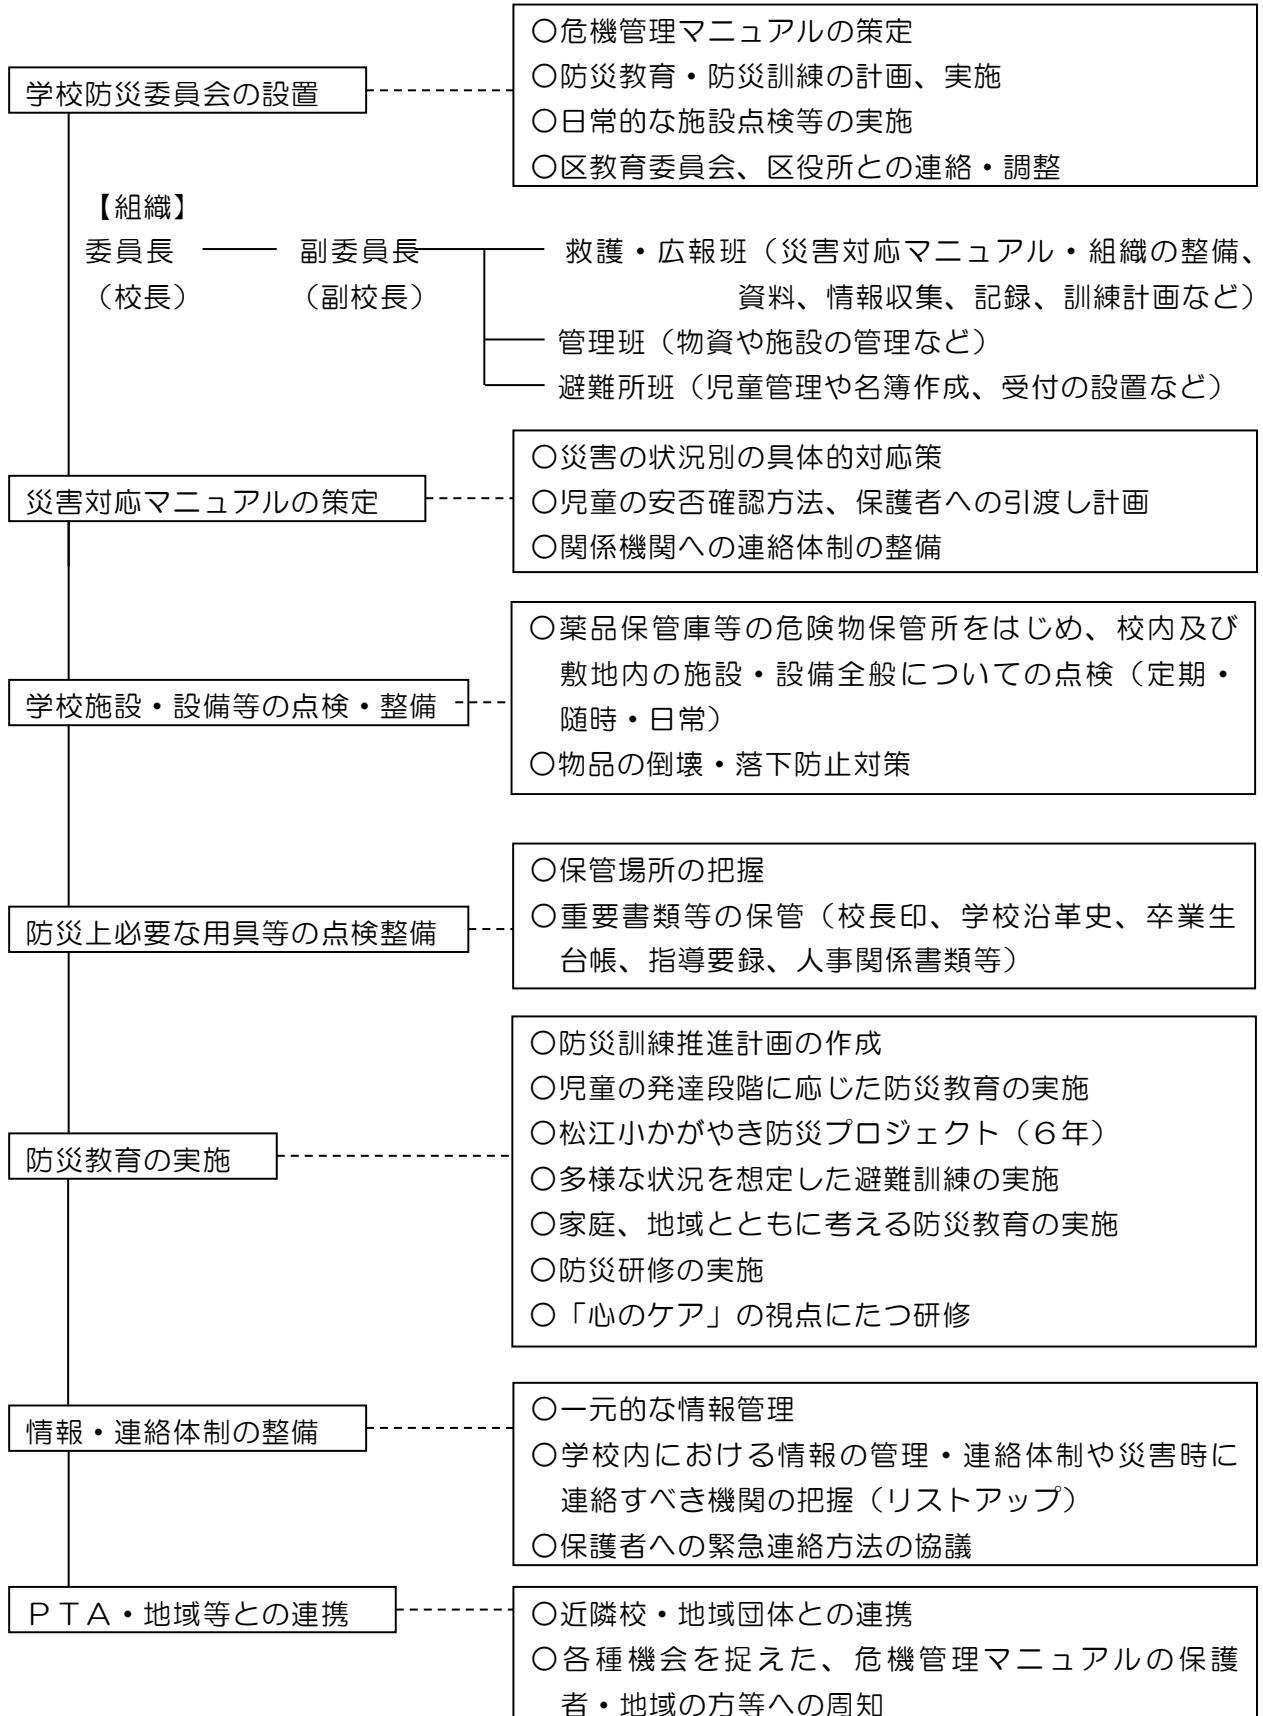 ○危機管理マニュアルの策定
○防災教育・防災訓練の計画、実施
学校防災委員会の設置
○日常的な施設点検等の実施
○区教育委員会、区役所との連絡・調整
【組織】
委員長 副委員長 救護・広報班（災害対応マニュアル・組織の整備、
（校長） （副校長） 資料、情報収集、記録、訓練計画など）
管理班（物資や施設の管理など）
避難所班（児童管理や名簿作成、受付の設置など）
災害対応マニュアルの策定
○災害の状況別の具体的対応策
○児童の安否確認方法、保護者への引渡し計画
○関係機関への連絡体制の整備
学校施設・設備等の点検・整備
○薬品保管庫等の危険物保管所をはじめ、校内及び
敷地内の施設・設備全般についての点検（定期・
随時・日常）
○物品の倒壊・落下防止対策
防災上必要な用具等の点検整備
○保管場所の把握
○重要書類等の保管（校長印、学校沿革史、卒業生
台帳、指導要録、人事関係書類等）
防災教育の実施
○防災訓練推進計画の作成
○児童の発達段階に応じた防災教育の実施
○松江小かがやき防災プロジェクト（６年）
○多様な状況を想定した避難訓練の実施
○家庭、地域とともに考える防災教育の実施
○防災研修の実施
○「心のケア」の視点にたつ研修
情報・連絡体制の整備
○一元的な情報管理
○学校内における情報の管理・連絡体制や災害時に
連絡すべき機関の把握（リストアップ）
○保護者への緊急連絡方法の協議
ＰＴＡ・地域等との連携
○近隣校・地域団体との連携
○各種機会を捉えた、危機管理マニュアルの保護
者・地域の方等への周知